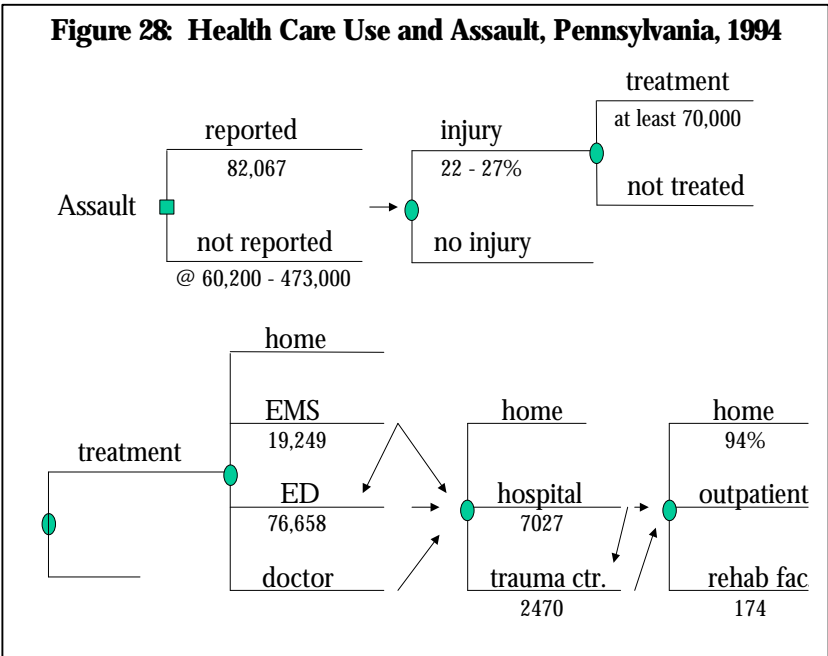 Figure 28: Health Care Use and Assault, Pennsylvania, 1994
treatment
at least 70,000
not treated
reported
82,067
injury
22 - 27%
Assault
not reported
@ 60,200 - 473,000
no injury
home
EMS
19,249
treatment
ED
76,658
doctor
home
hospital
7027
trauma ctr.
2470
home
94%
outpatient
rehab fac
174